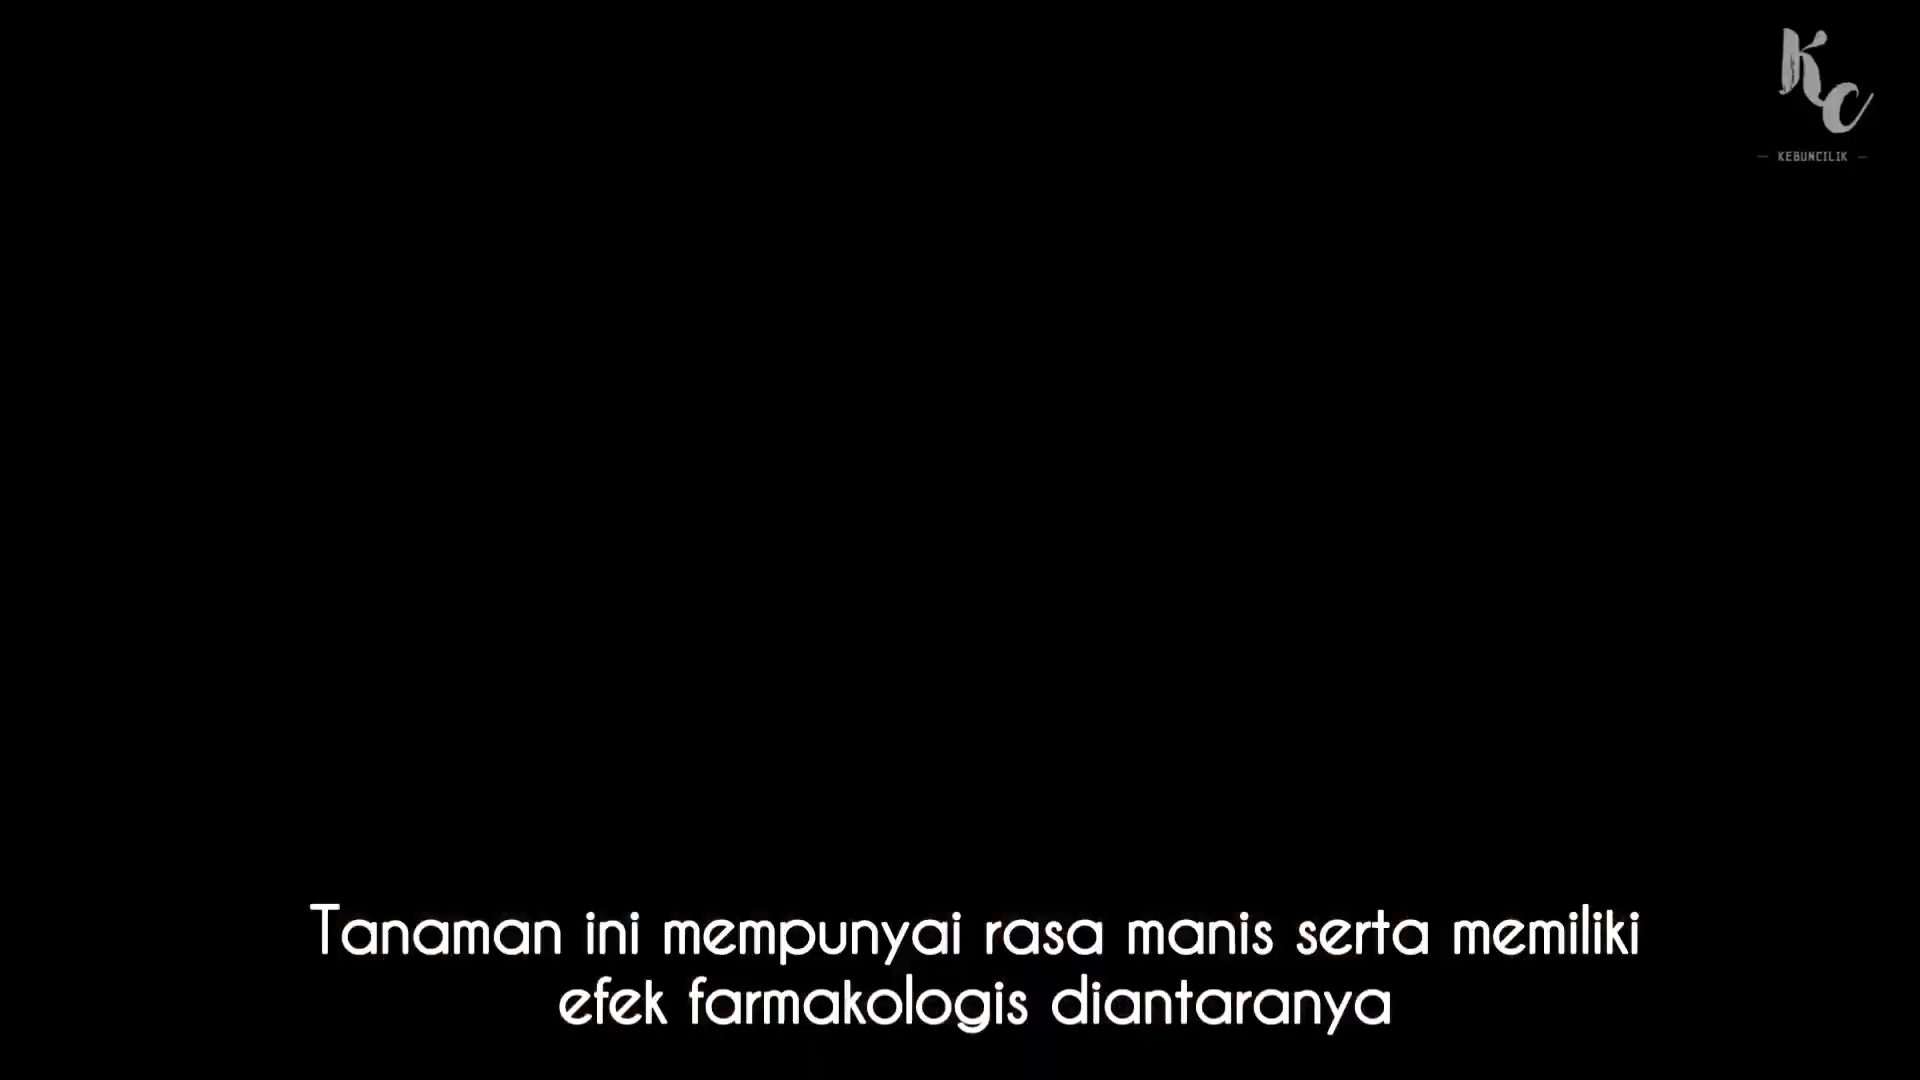 KC
— KEBUNCILIK —
Tanaman ini mempunyai rasa manis serta memiliki
efek farmakologis diantaranya